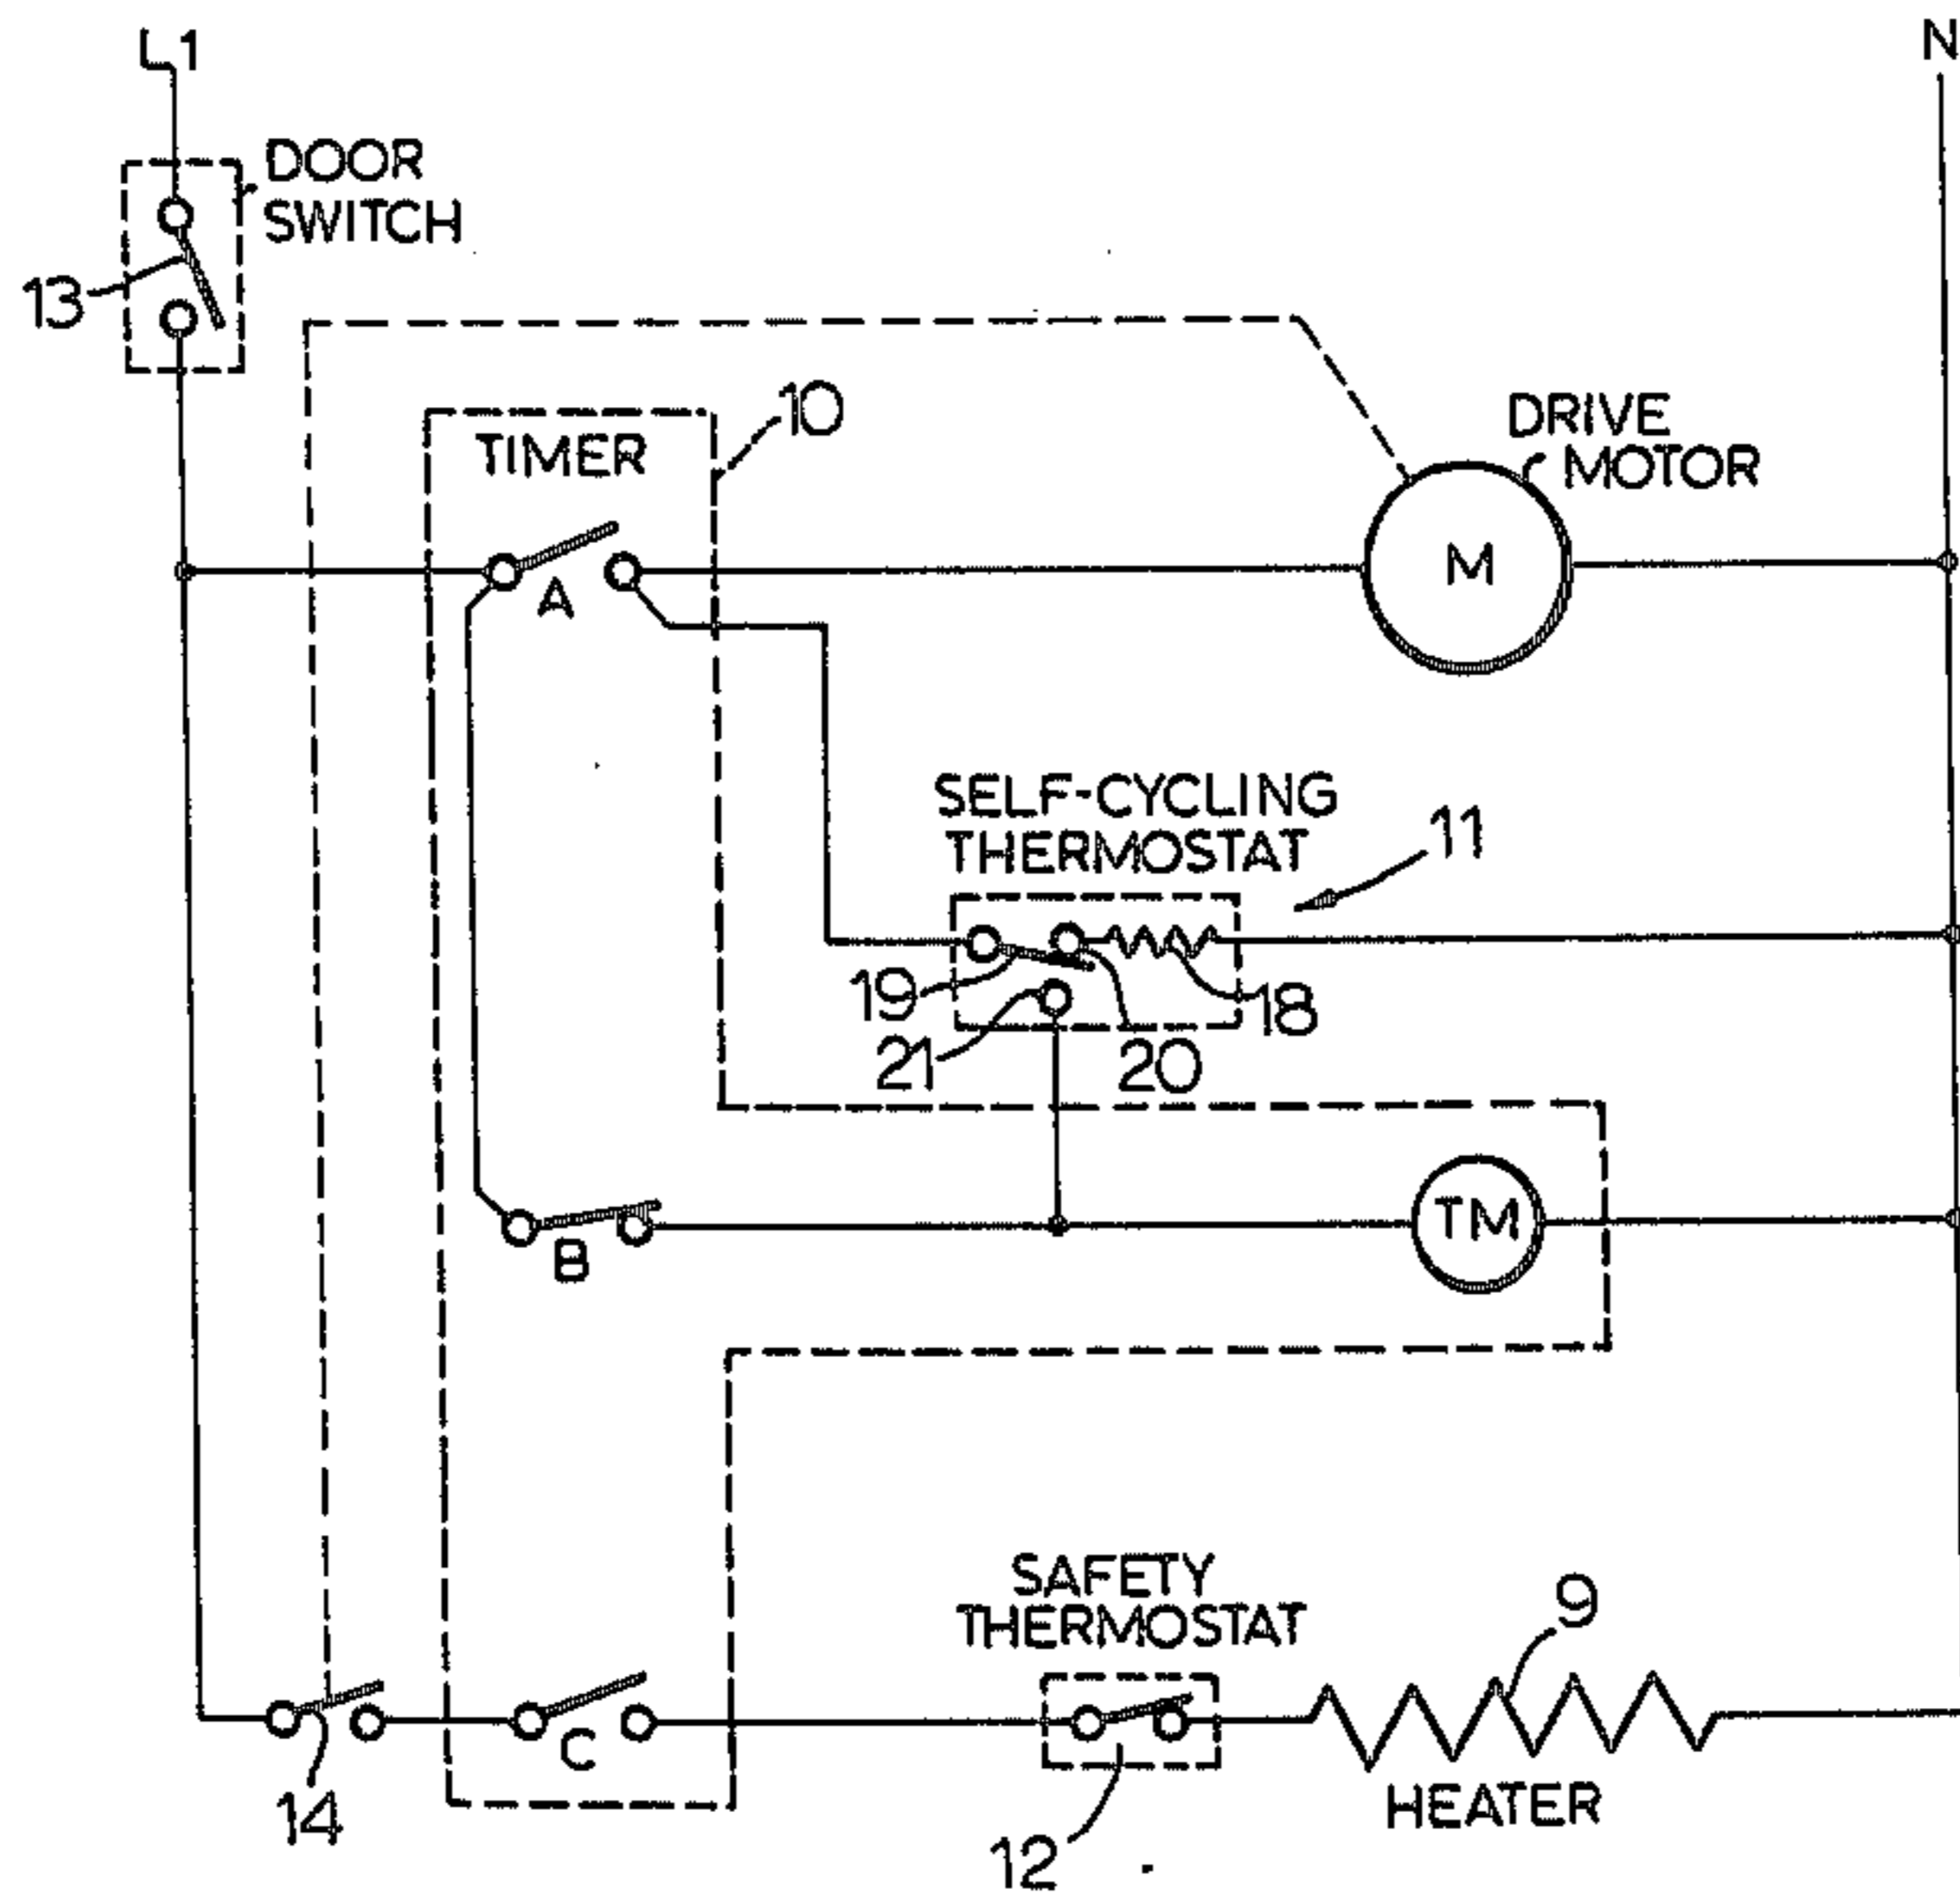 L1
N
DOOR
SWITCH
13
TIMER
10
DRIVE
MOTOR
A
M
SELF-CYCLING
THERMOSTAT
11
19
18
21
20
B
TM
SAFETY
THERMOSTAT
9
C
14
12
HEATER